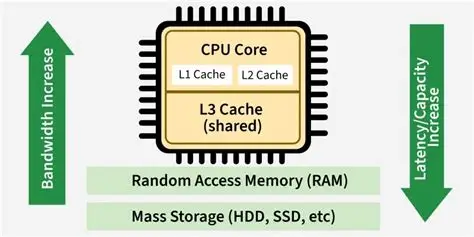 Bandwidth Increase
CPU Core
L1 Cache
L2 Cache
L3 Cache
(shared)
Random Access Memory (RAM)
Mass Storage (HDD, SSD, etc)
Latency/Capacity
Increase